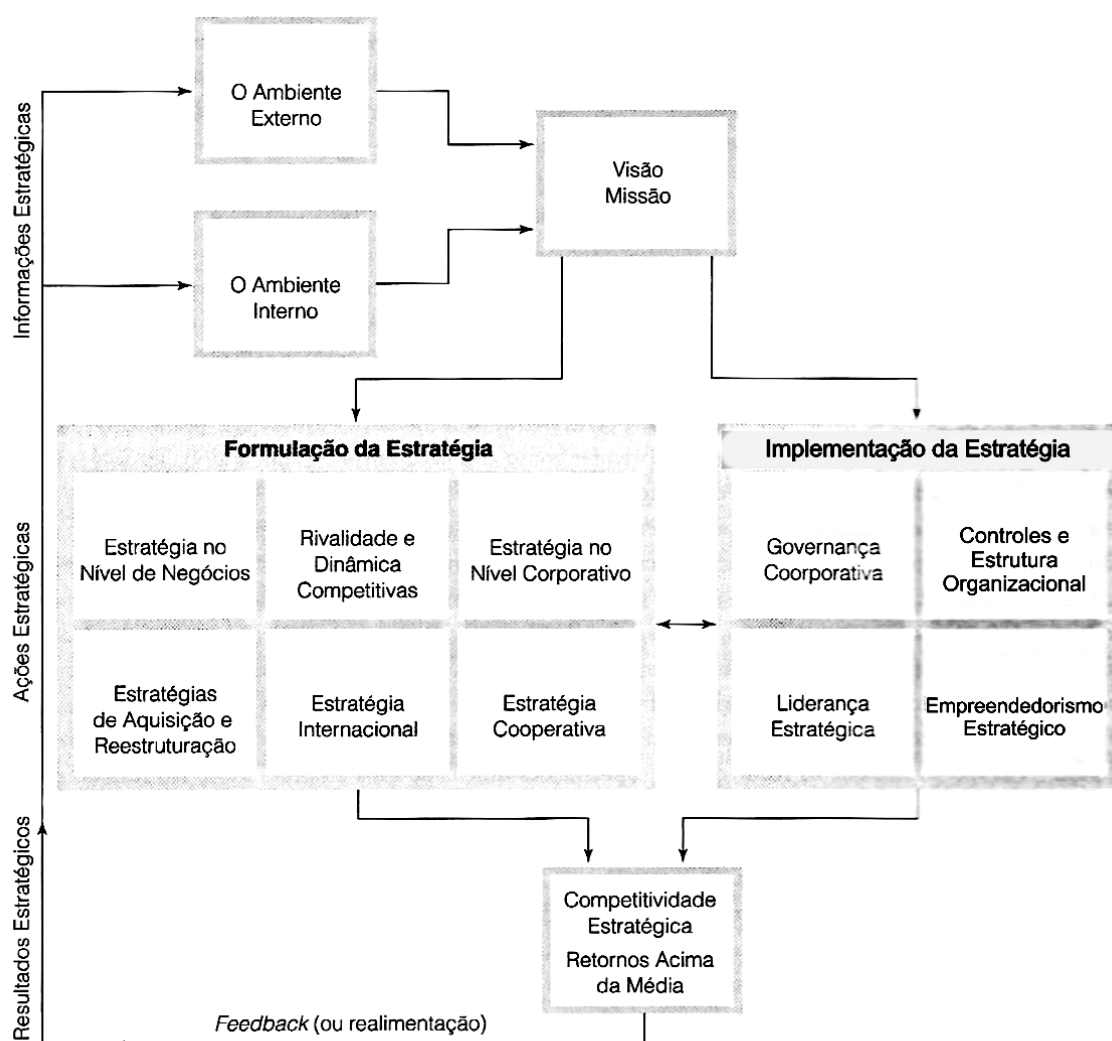 Informações Estratégicas
O Ambiente
Externo
O Ambiente
Interno
Visão
Missão
Ações Estratégicas
Formulação da Estratégia
Estratégia no
Nível de Negócios
Rivalidade e
Dinâmica
Competitivas
Estratégia no
Nível Corporativo
Estratégias
de Aquisição e
Reestruturação
Estratégia
Internacional
Estratégia
Cooperativa
Implementação da Estratégia
Governança
Coorporativa
Controles e
Estrutura
Organizacional
Liderança
Estratégica
Empreendedorismo
Estratégico
Resultados Estratégicos
Competitividade
Estratégica
Retornos Acima
da Média
Feedback (ou realimentação)